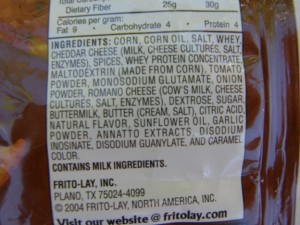 Dietary Fiber 25g 30g
Calories per gram:
Fat 9 • Carbohydrate 4 • Protein 4
INGREDIENTS: CORN, CORN OIL, SALT, WHEY,
CHEDDAR CHEESE (MILK, CHEESE CULTURES, SALT,
ENZYMES), SPICES, WHEY PROTEIN CONCENTRATE,
MALTODEXTRIN (MADE FROM CORN), TOMATO
POWDER, MONOSODIUM GLUTAMATE, ONION
POWDER, ROMANO CHEESE (COW'S MILK, CHEESE
CULTURES, SALT, ENZYMES), DEXTROSE, SUGAR,
BUTTERMILK, BUTTER (CREAM, SALT), CITRIC ACID,
NATURAL FLAVOR, SUNFLOWER OIL, GARLIC
POWDER, ANNATTO EXTRACTS, DISODIUM
INOSINATE, DISODIUM GUANYLATE, AND CARAMEL
COLOR.
CONTAINS MILK INGREDIENTS.
FRITO-LAY, INC.
PLANO, TX 75024-4099
© 2004 FRITO-LAY, NORTH AMERICA, INC.
Visit our website @ fritolay.com